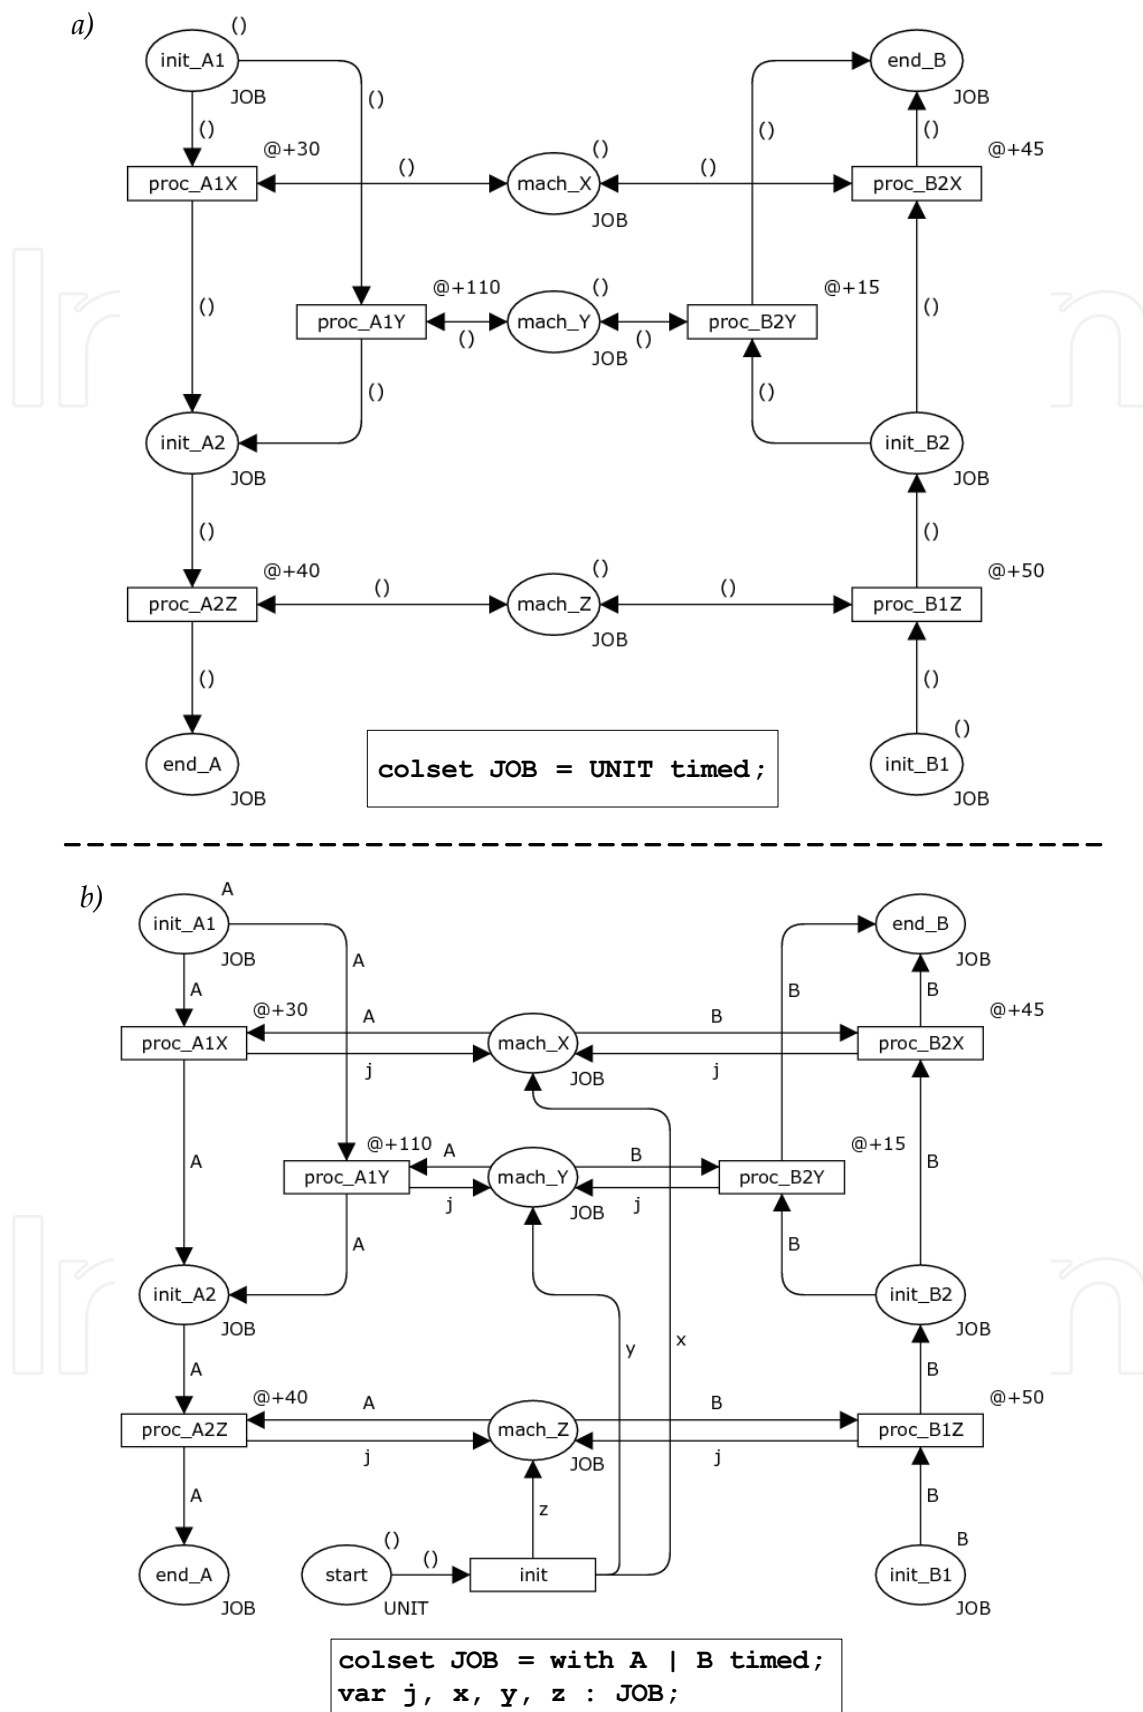 a)
()
init_A1
JOB
end_B
JOB
()
()
()
()
@+30
()
()
()
@+45
proc_A1X
mach_X
JOB
proc_B2X
()
@+110
()
@+15
()
proc_A1Y
()
mach_Y
JOB
()
proc_B2Y
()
()
init_A2
JOB
init_B2
JOB
()
()
@+40
()
()
()
@+50
proc_A2Z
mach_Z
JOB
proc_B1Z
()
()
end_A
JOB
colset JOB = UNIT timed;
()
init_B1
JOB
b)
A
init_A1
JOB
end_B
JOB
A
A
B
B
@+30
A
B
@+45
proc_A1X
mach_X
JOB
proc_B2X
j
j
A
@+110
A
B
@+15
B
proc_A1Y
mach_Y
JOB
proc_B2Y
j
j
A
B
init_A2
JOB
init_B2
JOB
y
x
A
B
@+40
A
B
@+50
proc_A2Z
mach_Z
JOB
proc_B1Z
j
j
A
z
B
()
()
B
end_A
JOB
start
UNIT
init
init_B1
JOB
colset JOB = with A | B timed;
var j, x, y, z : JOB;